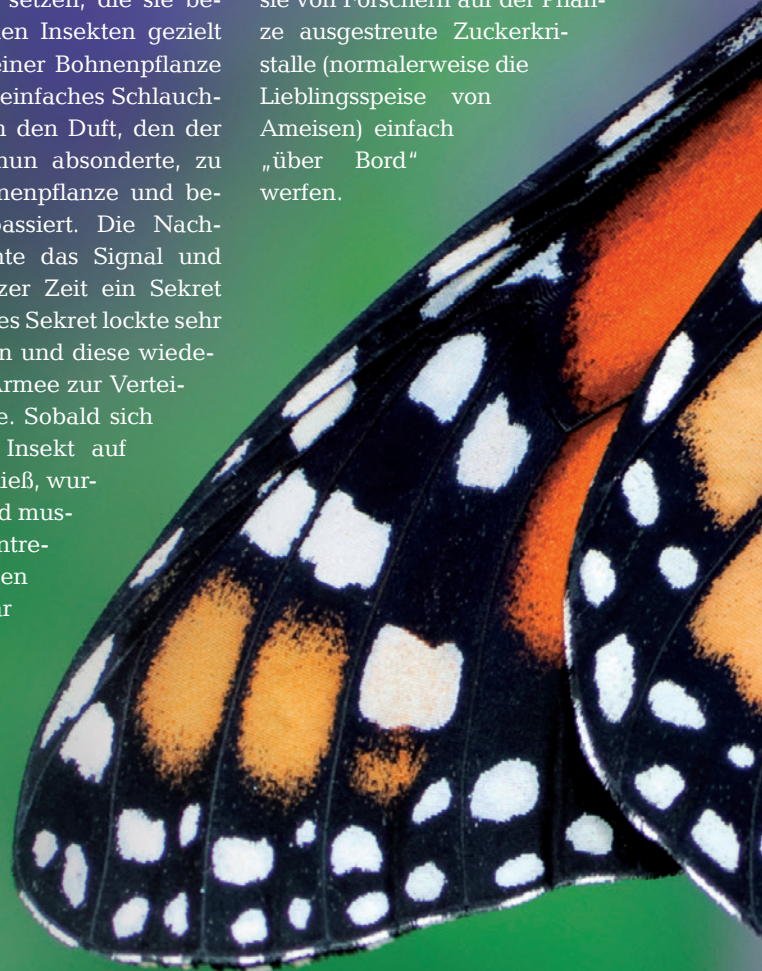 setzen, die sie be-
en Insekten gezielt
einer Bohnenpflanze
einfaches Schlauch-
n den Duft, den der
nun absonderte, zu
nenpflanze und be-
passiert. Die Nach-
nte das Signal und
zer Zeit ein Sekret
es Sekret lockte sehr
n und diese wiede-
Armee zur Vertei-
e. Sobald sich
Insekt auf
ieß, wur-
d mus-
ntre-
en
ar
sie von Forschern auf der Pflan-
ze ausgestreute Zuckerkri-
stalle (normalerweise die
Lieblingsspeise von
Ameisen) einfach
„über Bord“
werfen.